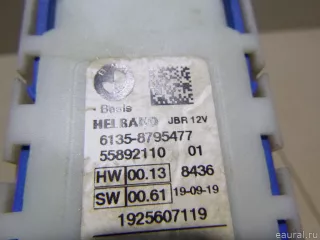 Basis
HELBAKO JBR 12V
6135-8795477
55892110 01
HW 00.13 8436
SW 00.61 19-09-19
1925607119
© eaural.ru